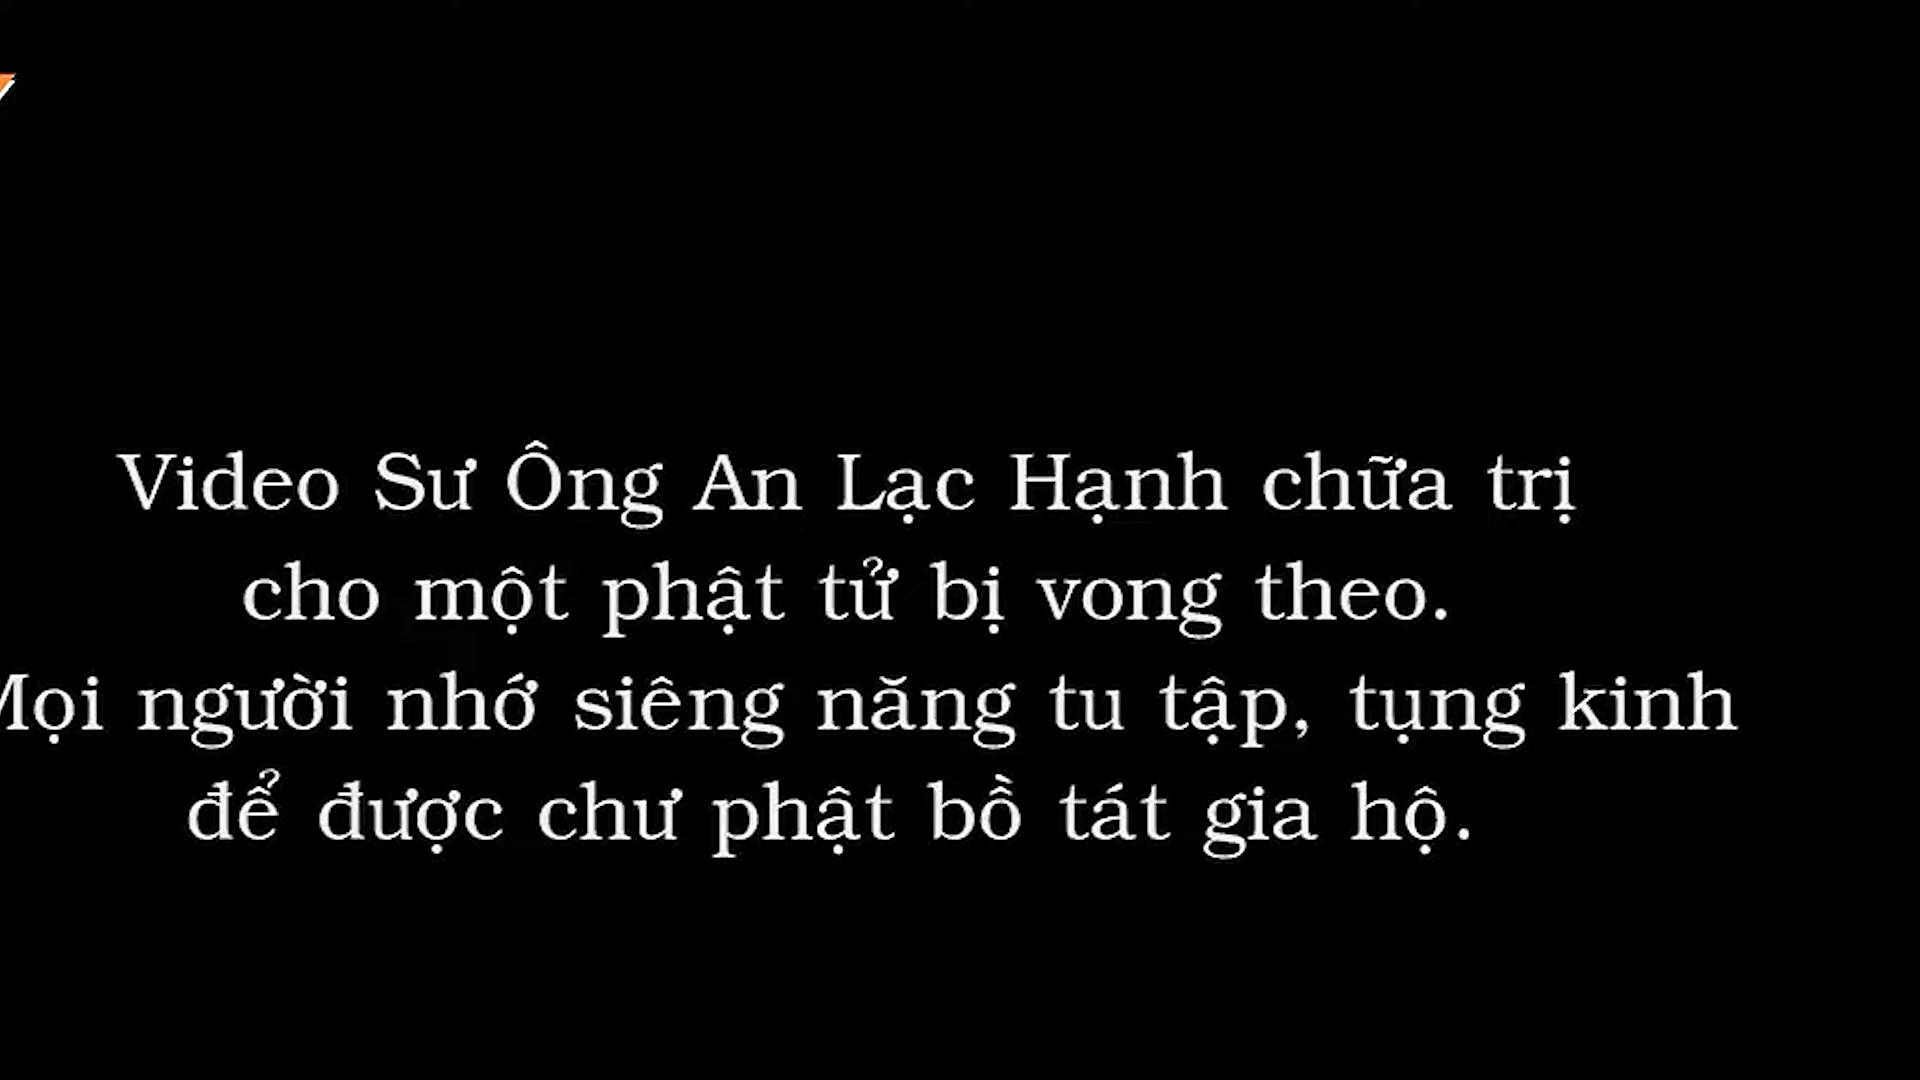 Video Sư Ông An Lạc Hạnh chữa trị
cho một phật tử bị vong theo.
Mọi người nhớ siêng năng tu tập, tụng kinh
để được chư phật bồ tát gia hộ.